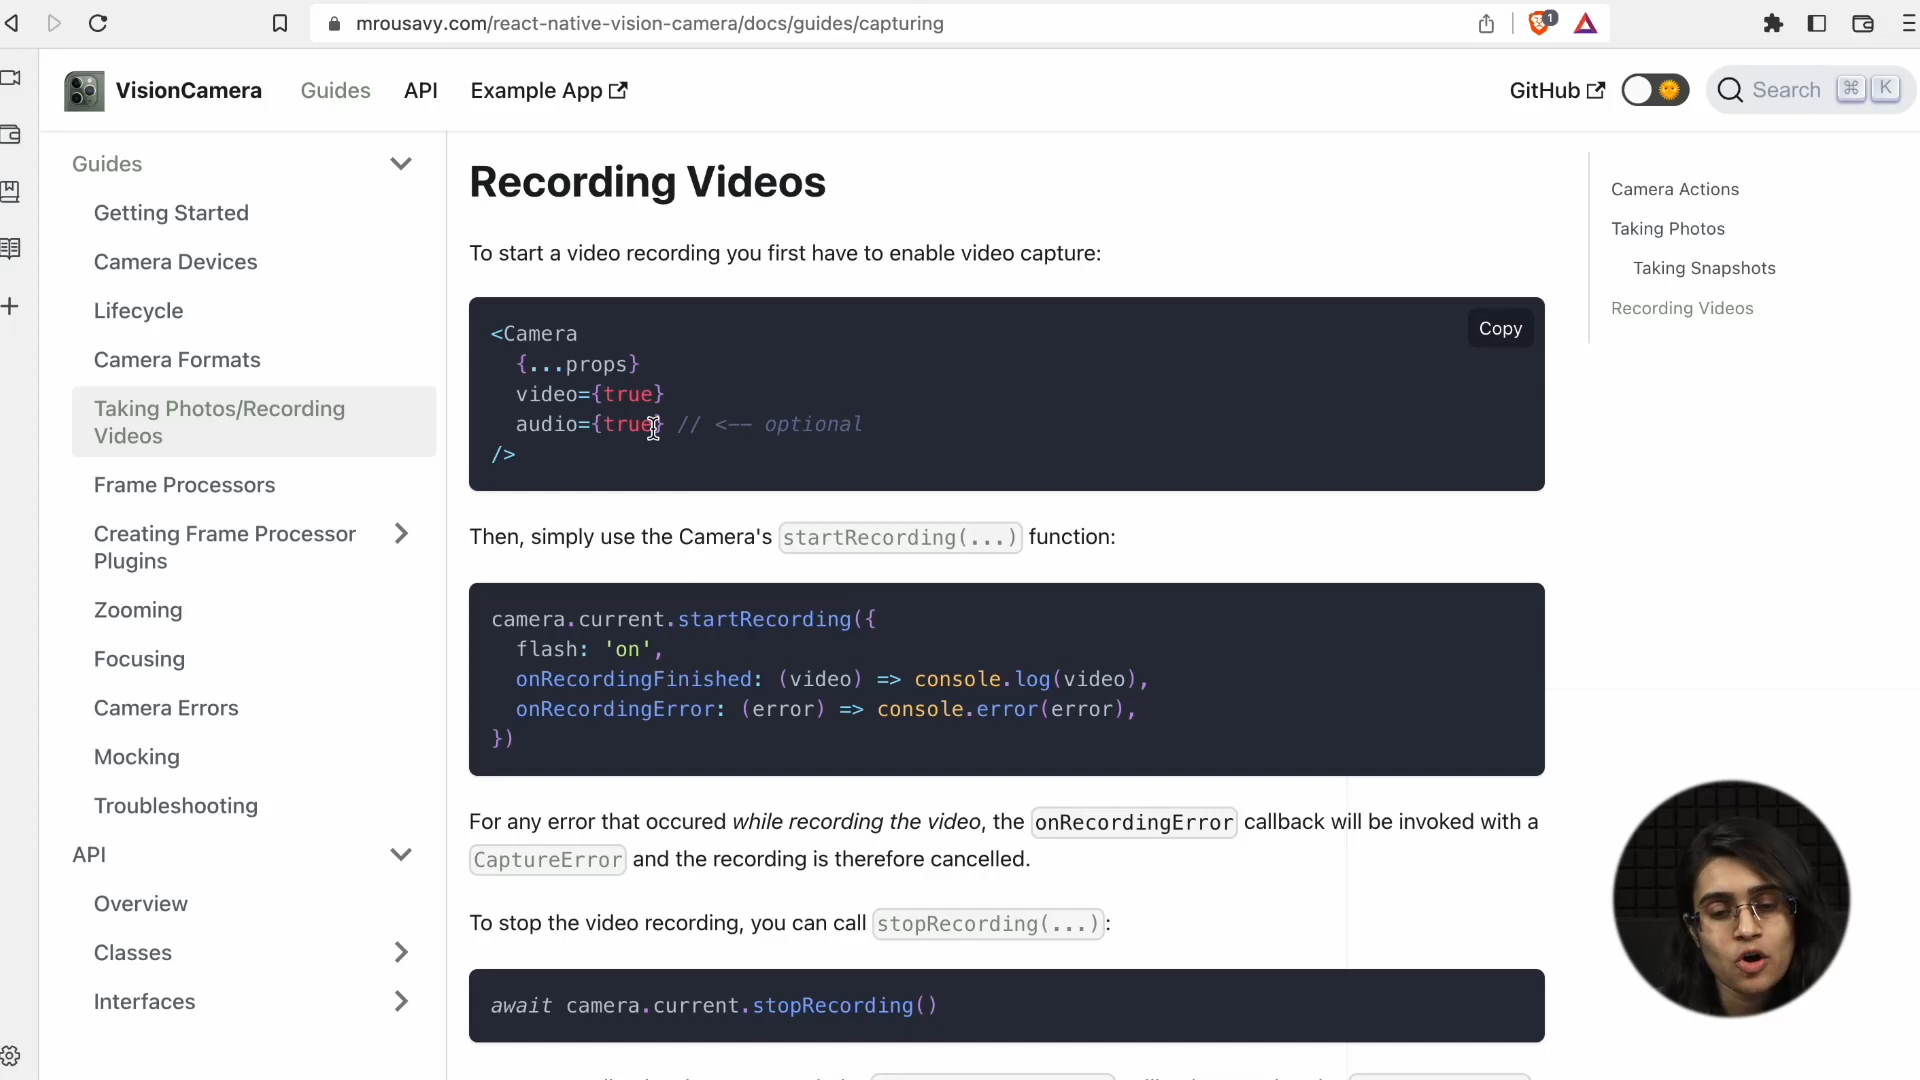 mrousavy.com/react-native-vision-camera/docs/guides/capturing
1
VisionCamera
Guides
API
Example App
GitHub
Search
⌘
K
Guides
Getting Started
Camera Devices
Lifecycle
Camera Formats
Taking Photos/Recording
Videos
Frame Processors
Creating Frame Processor
Plugins
Zooming
Focusing
Camera Errors
Mocking
Troubleshooting
API
Overview
Classes
Interfaces
Recording Videos
To start a video recording you first have to enable video capture:
<Camera
{...props}
video={true}
audio={true} // <-- optional
/>
Copy
Then, simply use the Camera's startRecording(...) function:
camera.current.startRecording({
flash: 'on',
onRecordingFinished: (video) => console.log(video),
onRecordingError: (error) => console.error(error),
})
For any error that occured while recording the video, the onRecordingError callback will be invoked with a
CaptureError and the recording is therefore cancelled.
To stop the video recording, you can call stopRecording(...):
await camera.current.stopRecording()
Camera Actions
Taking Photos
Taking Snapshots
Recording Videos